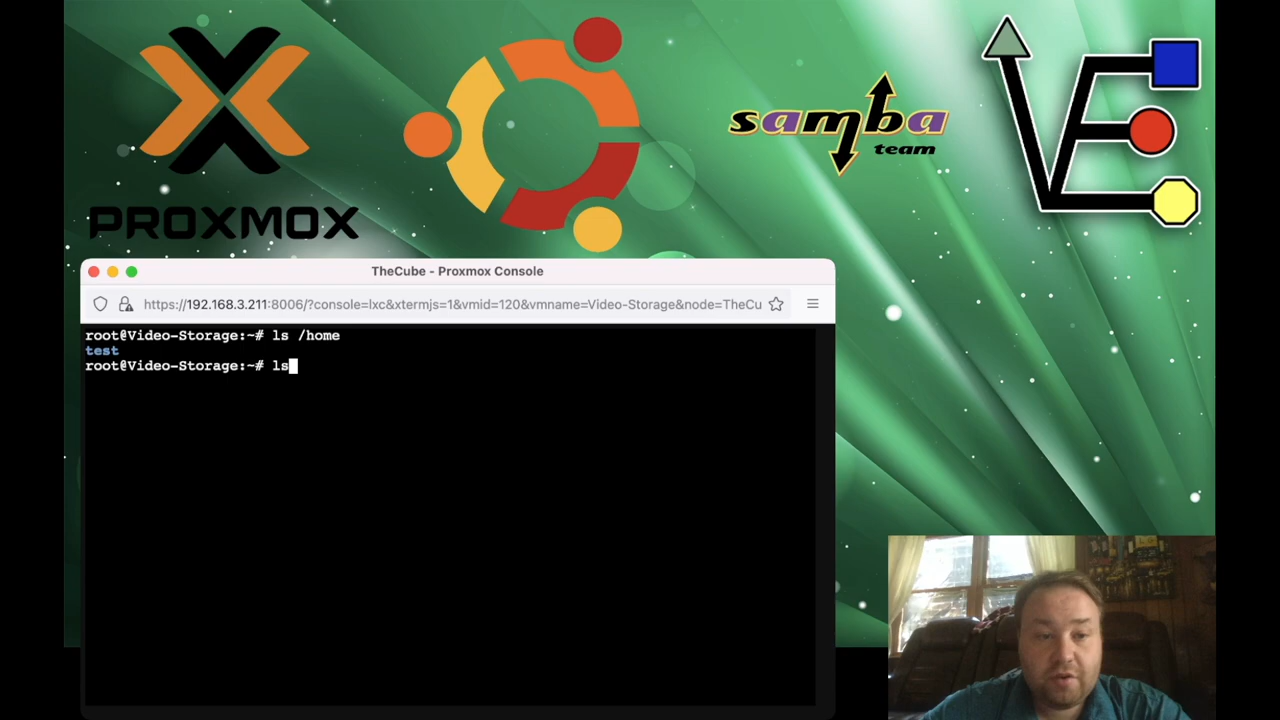 PROXMOX
samba
team
VE
TheCube - Proxmox Console
https://192.168.3.211:8006/?console=lxc&xtermjs=1&vmid=120&vmname=Video-Storage&node=TheCu
root@Video-Storage:~# ls /home
test
root@Video-Storage:~# ls